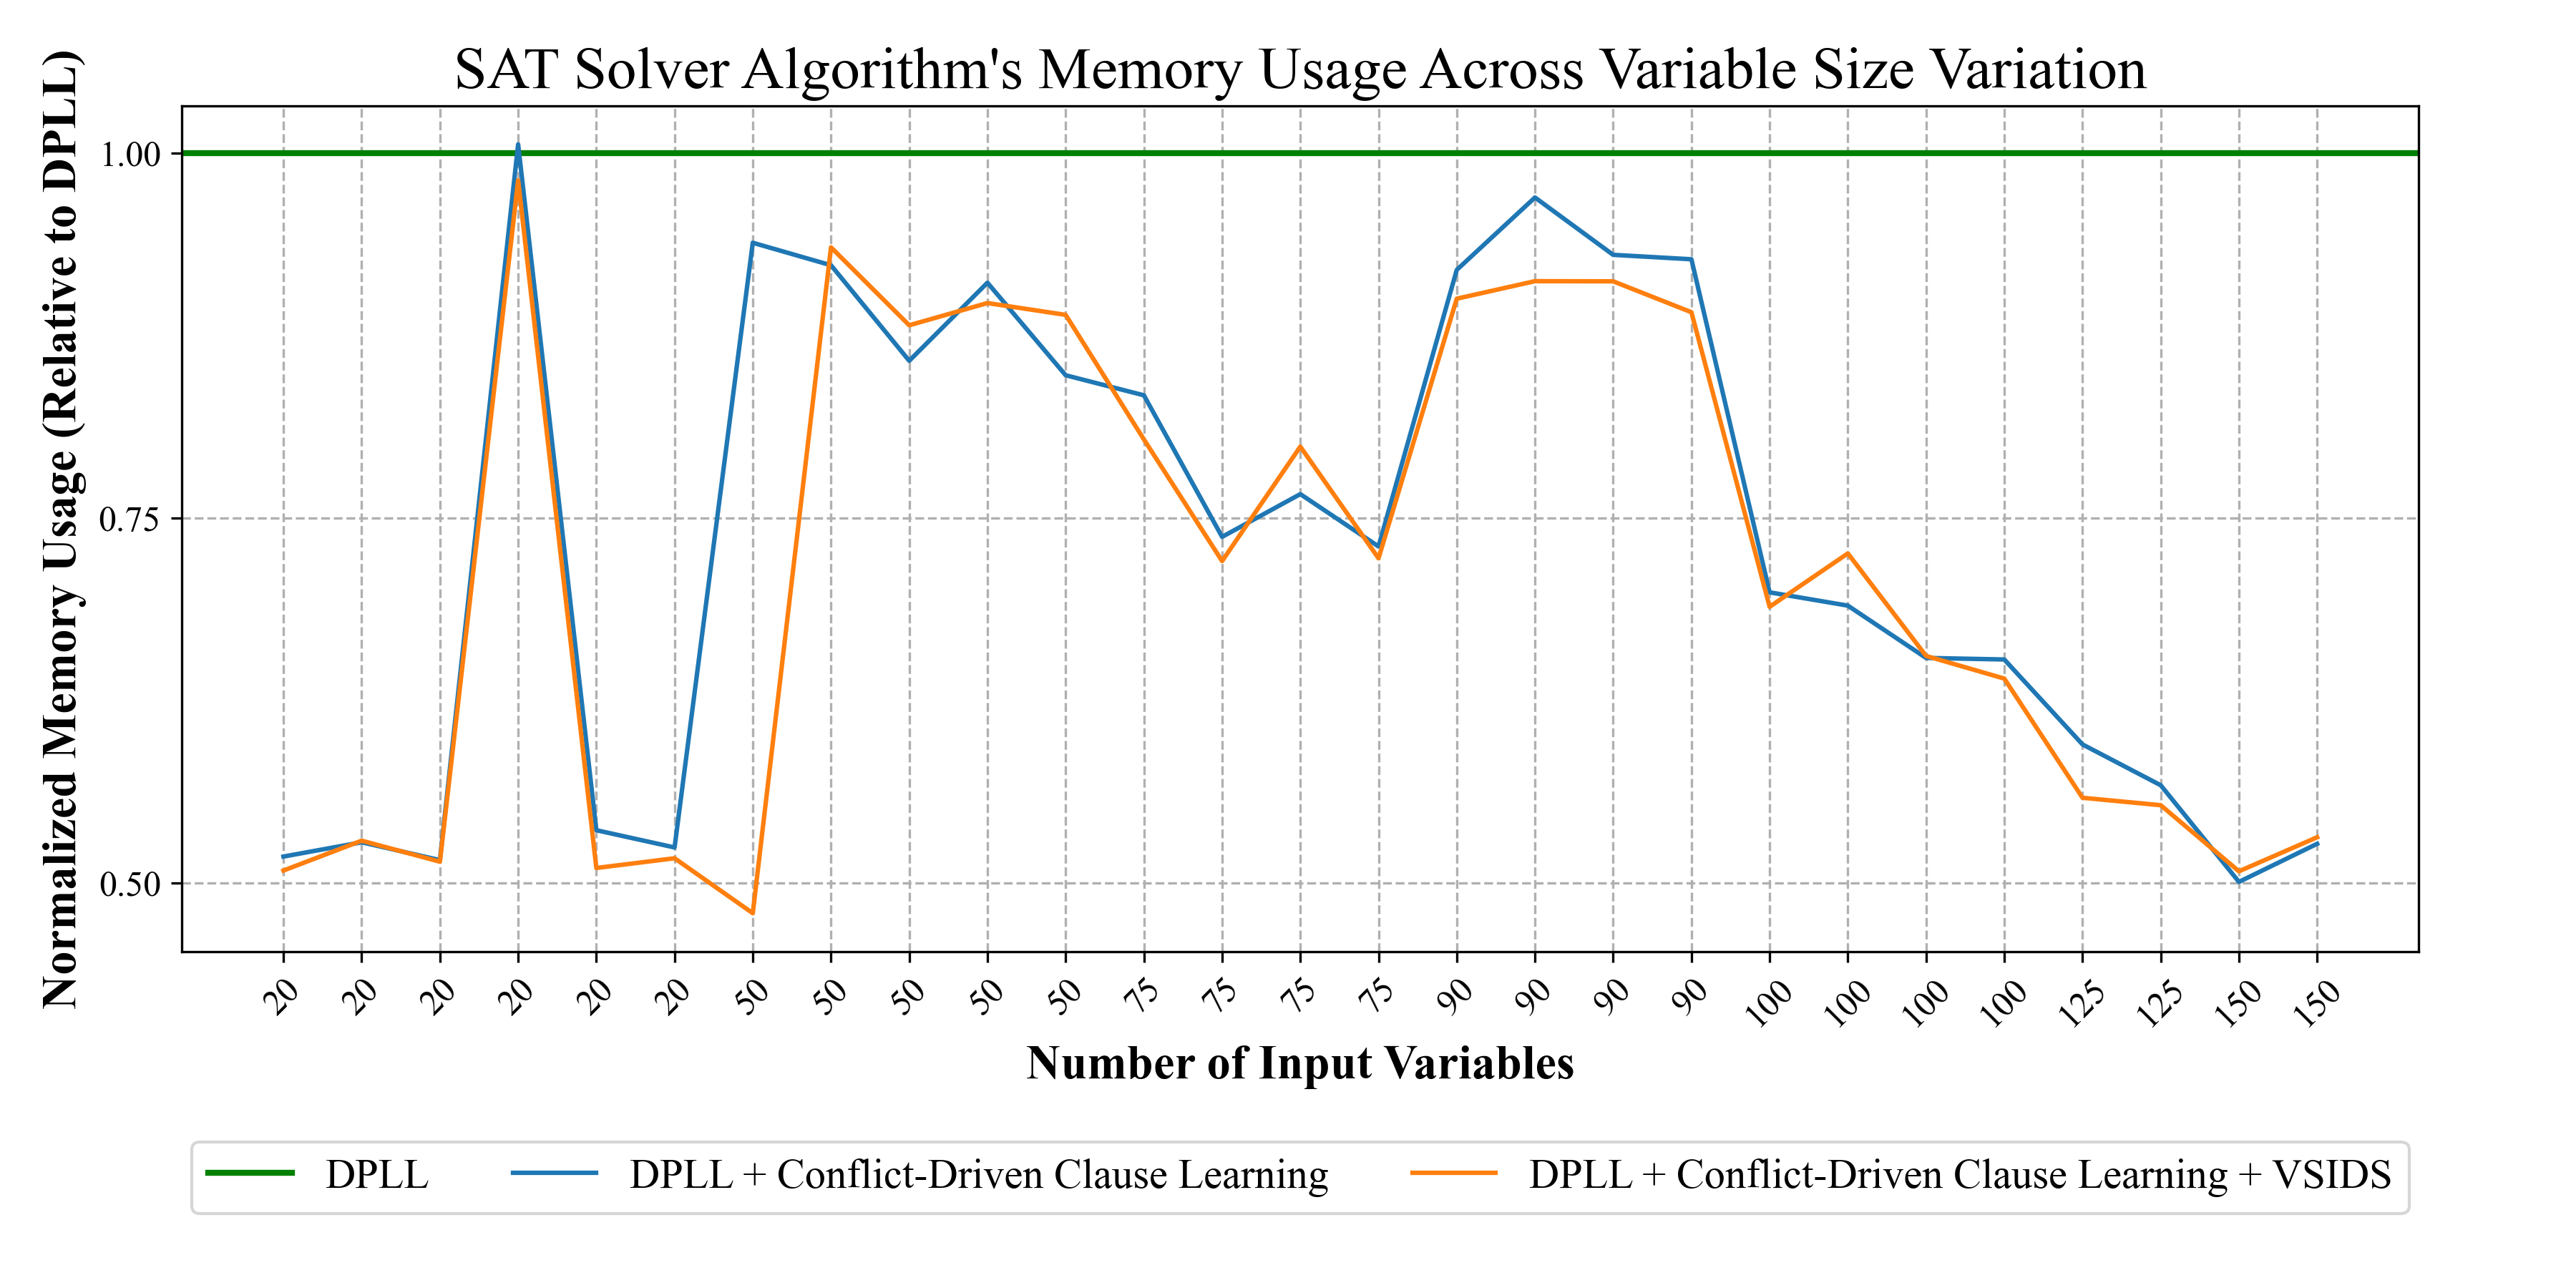 SAT Solver Algorithm's Memory Usage Across Variable Size Variation
Normalized Memory Usage (Relative to DPLL)
1.00
0.75
0.50
20 20 20 20 20 20 50 50 50 50 50 75 75 75 75 90 90 90 90 100 100 100 100 125 125 150 150
Number of Input Variables
DPLL DPLL + Conflict-Driven Clause Learning DPLL + Conflict-Driven Clause Learning + VSIDS